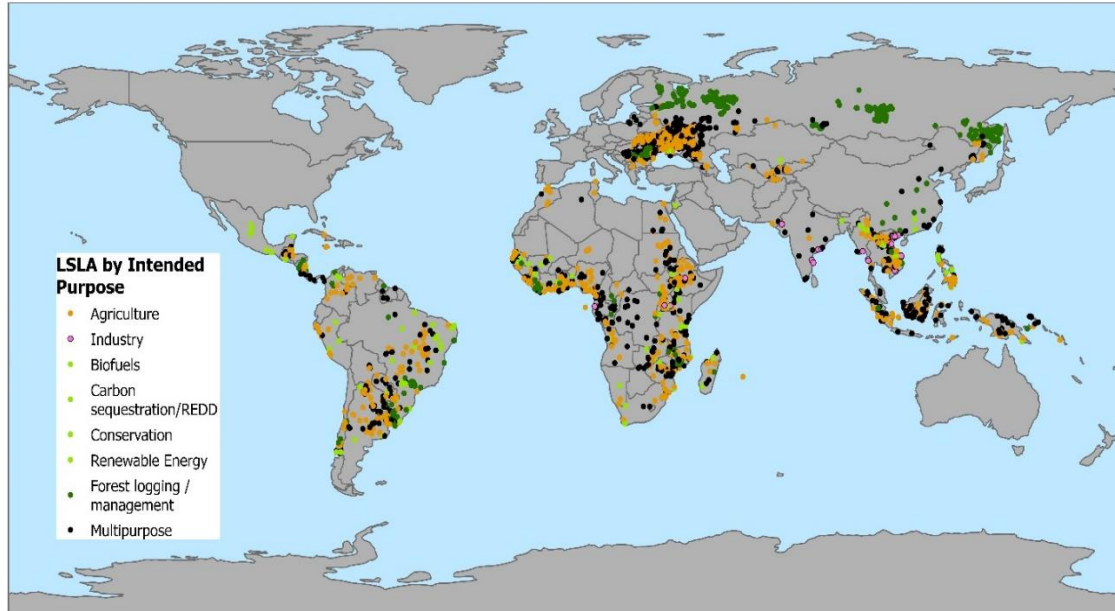 LSLA by Intended
Purpose
Agriculture
Industry
Biofuels
Carbon
sequestration/REDD
Conservation
Renewable Energy
Forest logging /
management
Multipurpose